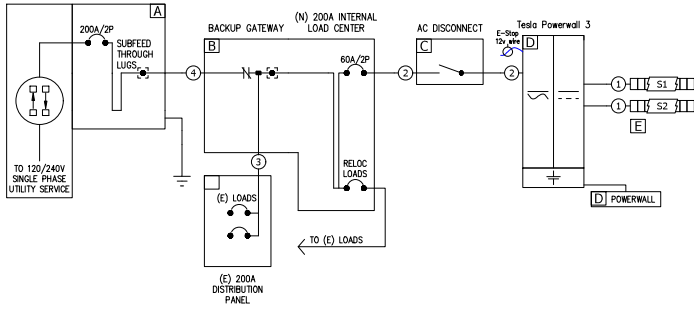 A
200A/2P
SUBFEED
THROUGH
LUGS
TO 120/240V
SINGLE PHASE
UTILITY SERVICE
4
BACKUP GATEWAY
B
(N) 200A INTERNAL
LOAD CENTER
60A/2P
RELOC
LOADS
3
(E) LOADS
(E) 200A
DISTRIBUTION
PANEL
TO (E) LOADS
2
AC DISCONNECT
C
2
E-Stop
12v wire
Tesla Powerwall 3
D
1
S1
1
S2
E
D POWERWALL